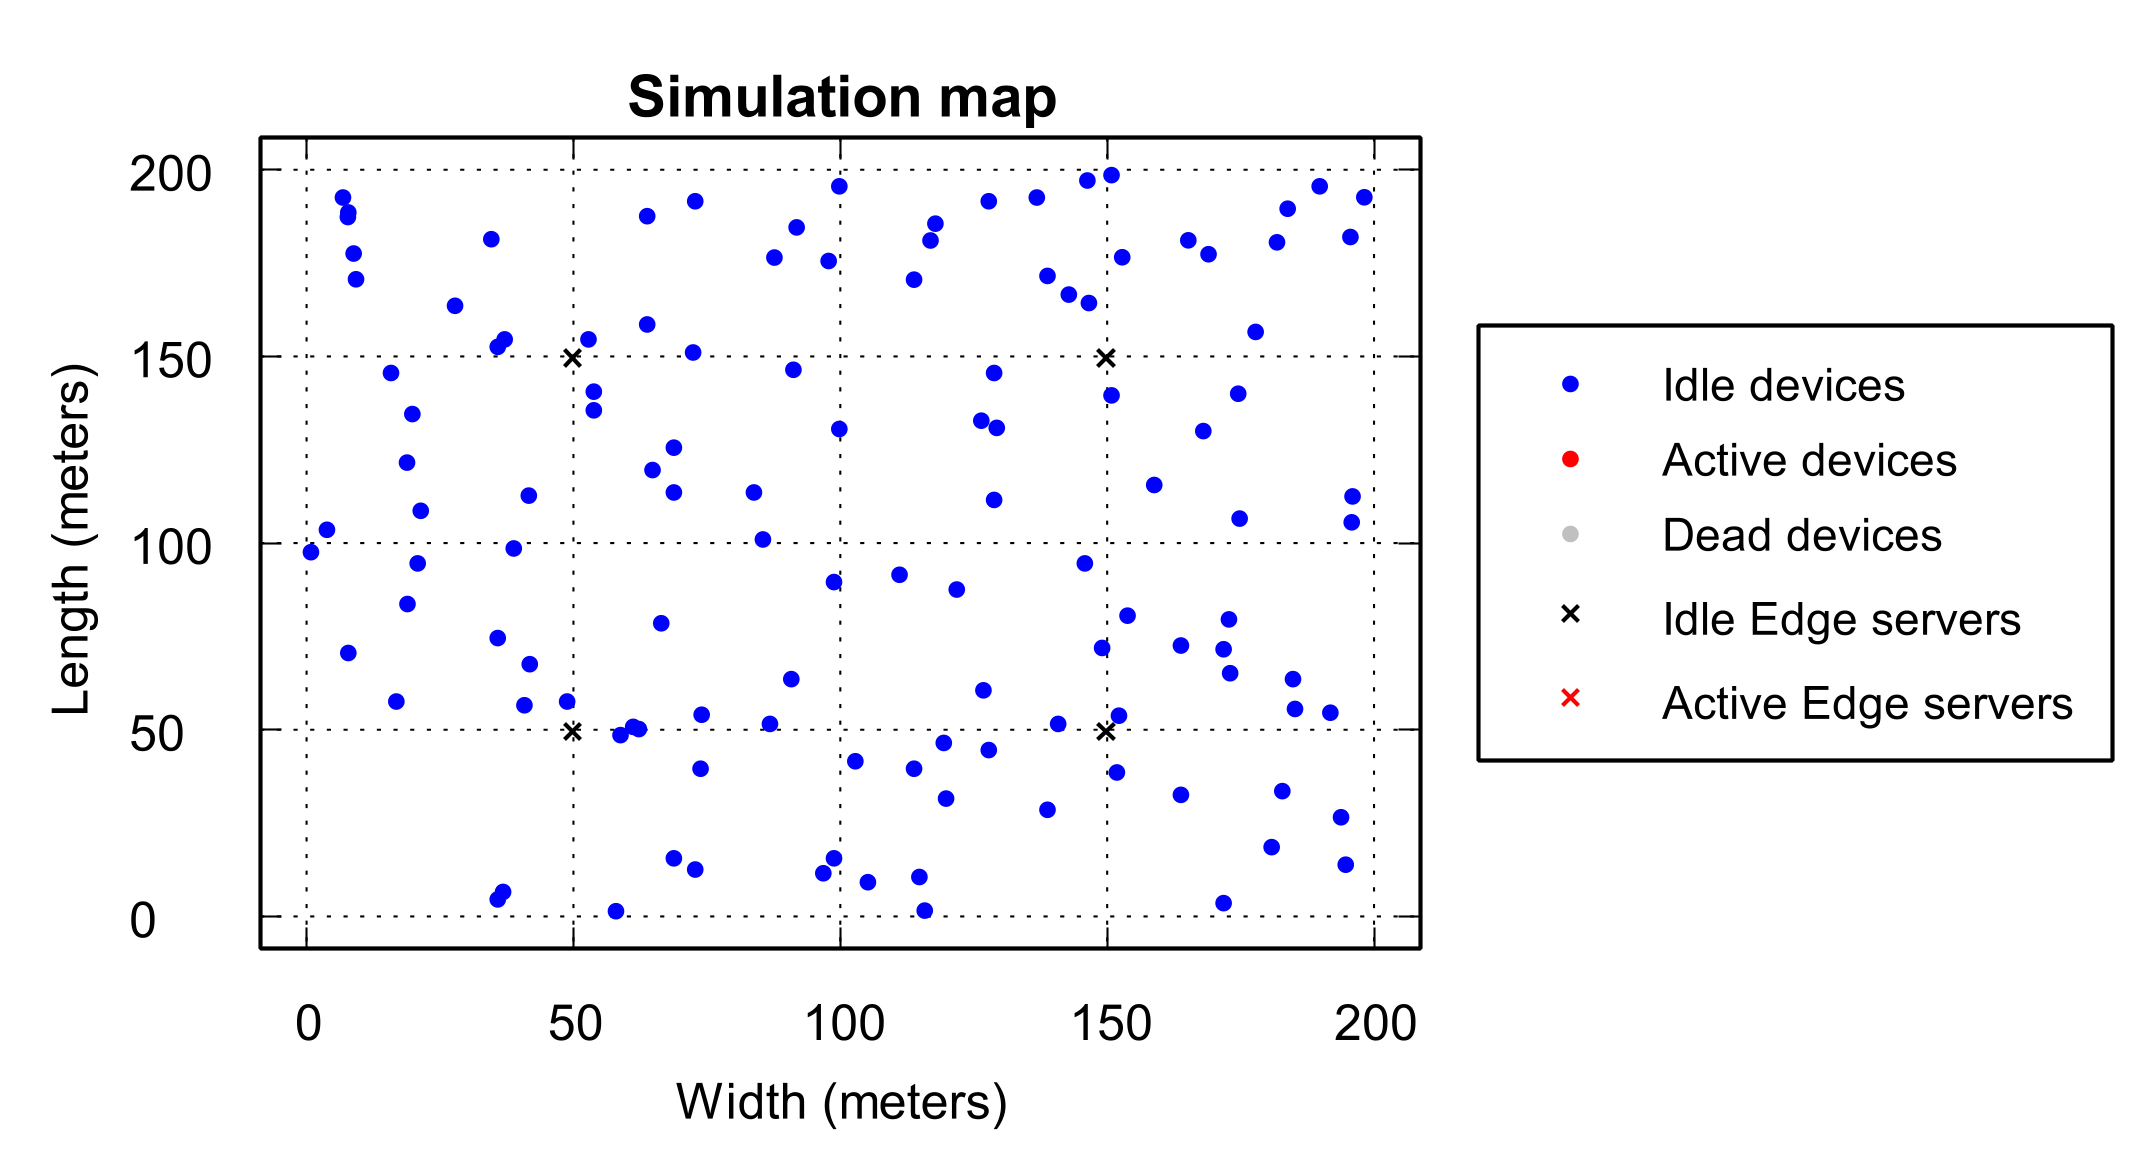 Simulation map
200
150
100
50
0
Length (meters)
0 50 100 150 200
Width (meters)
Idle devices
Active devices
Dead devices
Idle Edge servers
Active Edge servers